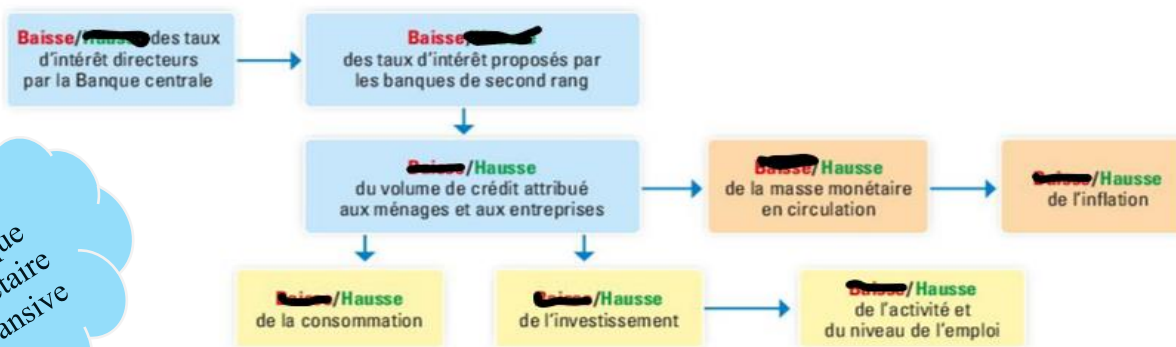 Baisse/ des taux
d'intérêt directeurs
par la Banque centrale
Baisse/
des taux d'intérêt proposés par
les banques de second rang
/Hausse
du volume de crédit attribué
aux ménages et aux entreprises
/Hausse
de la masse monétaire
en circulation
/Hausse
de l'inflation
/Hausse
de la consommation
/Hausse
de l'investissement
/Hausse
de l'activité et
du niveau de l'emploi